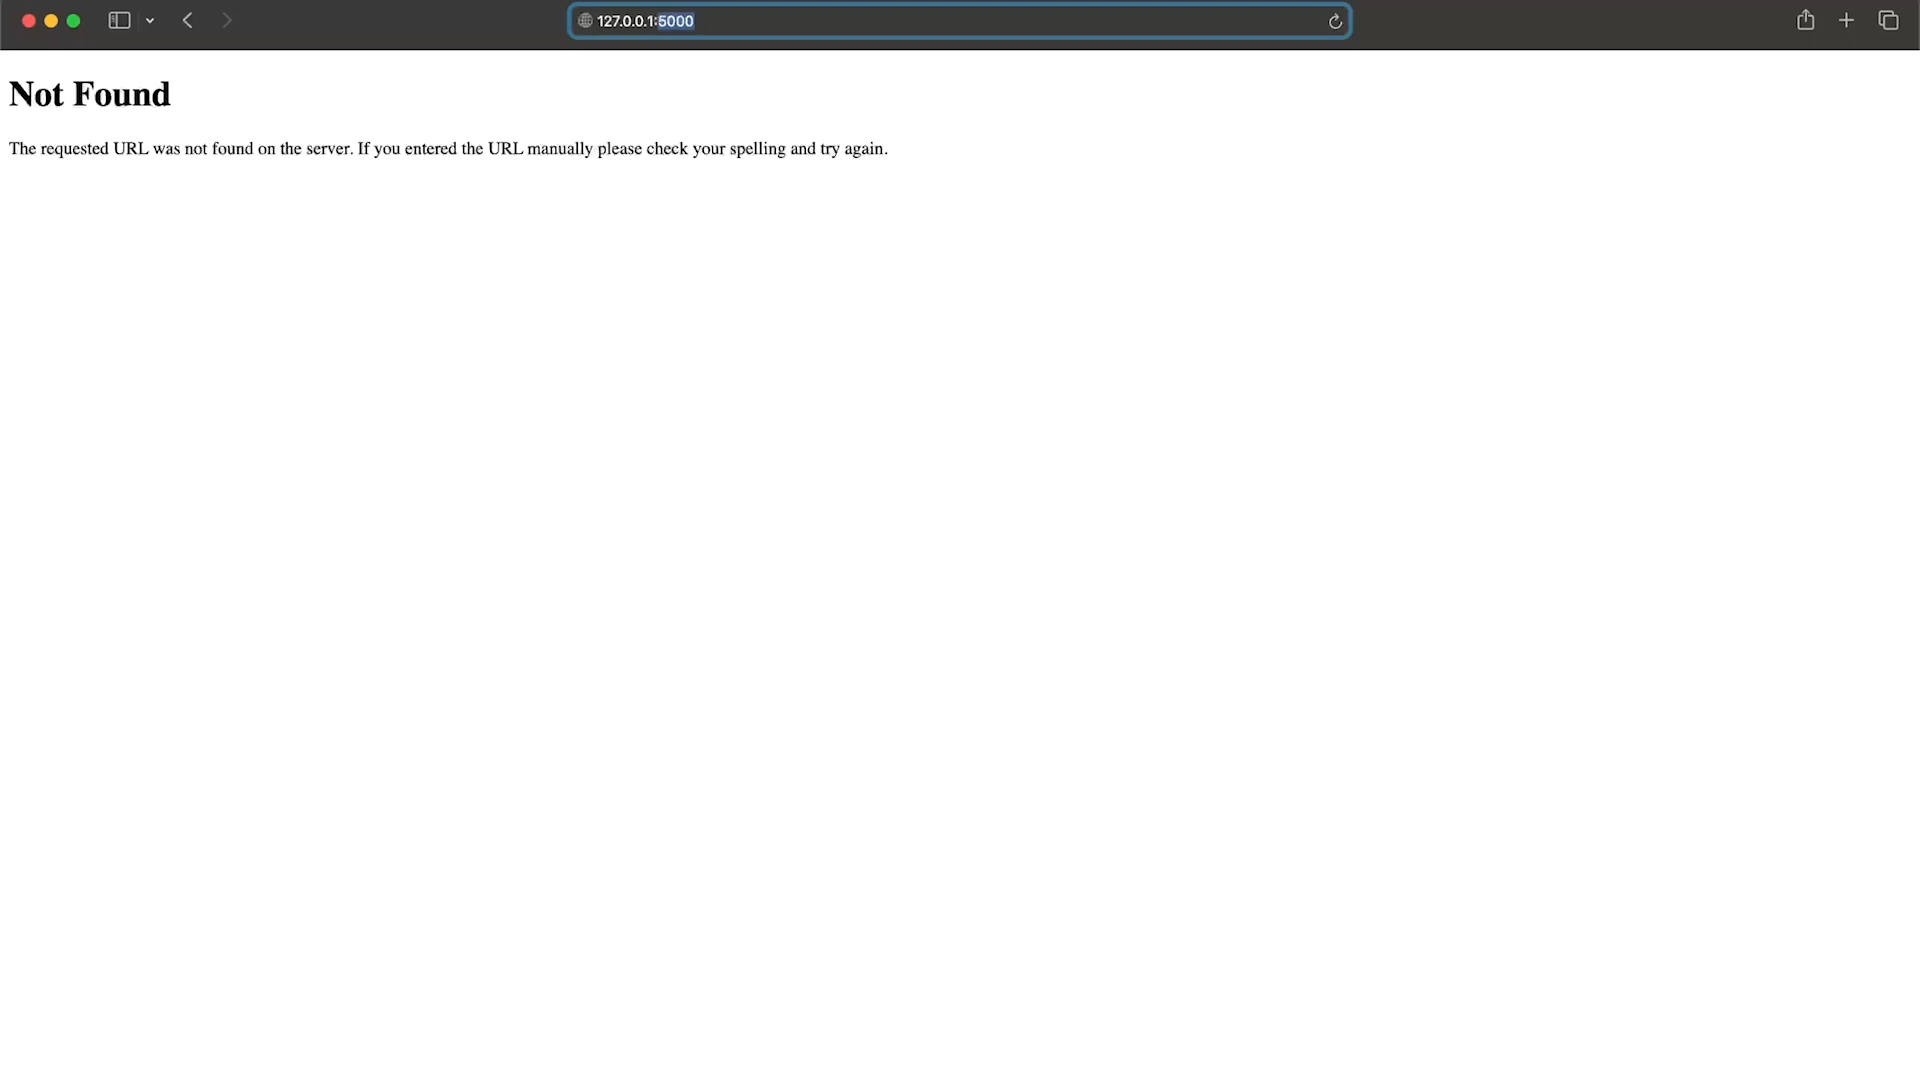 127.0.0.1:5000
Not Found
The requested URL was not found on the server. If you entered the URL manually please check your spelling and try again.